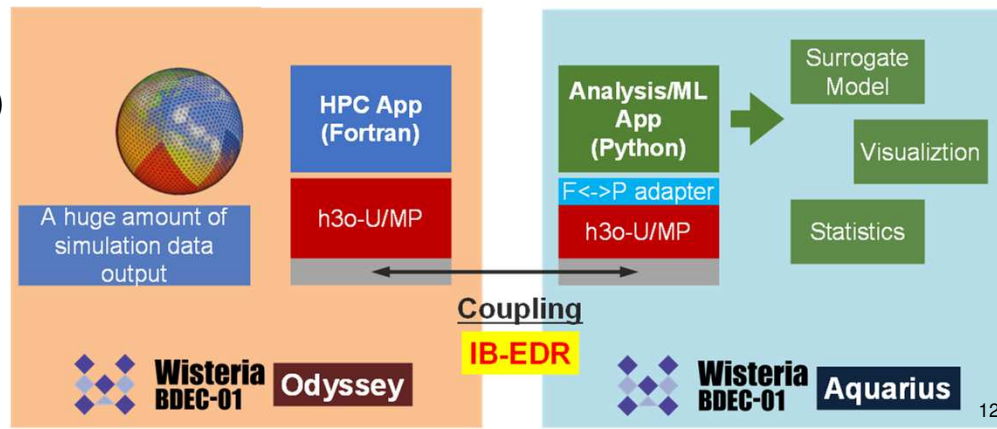 )
HPC App
(Fortran)
A huge amount of
simulation data
output
h3o-U/MP
Wisteria
BDEC-01
Odyssey
Coupling
IB-EDR
Analysis/ML
App
(Python)
F<->P adapter
h3o-U/MP
Surrogate
Model
Visualiztion
Statistics
Wisteria
BDEC-01
Aquarius
12